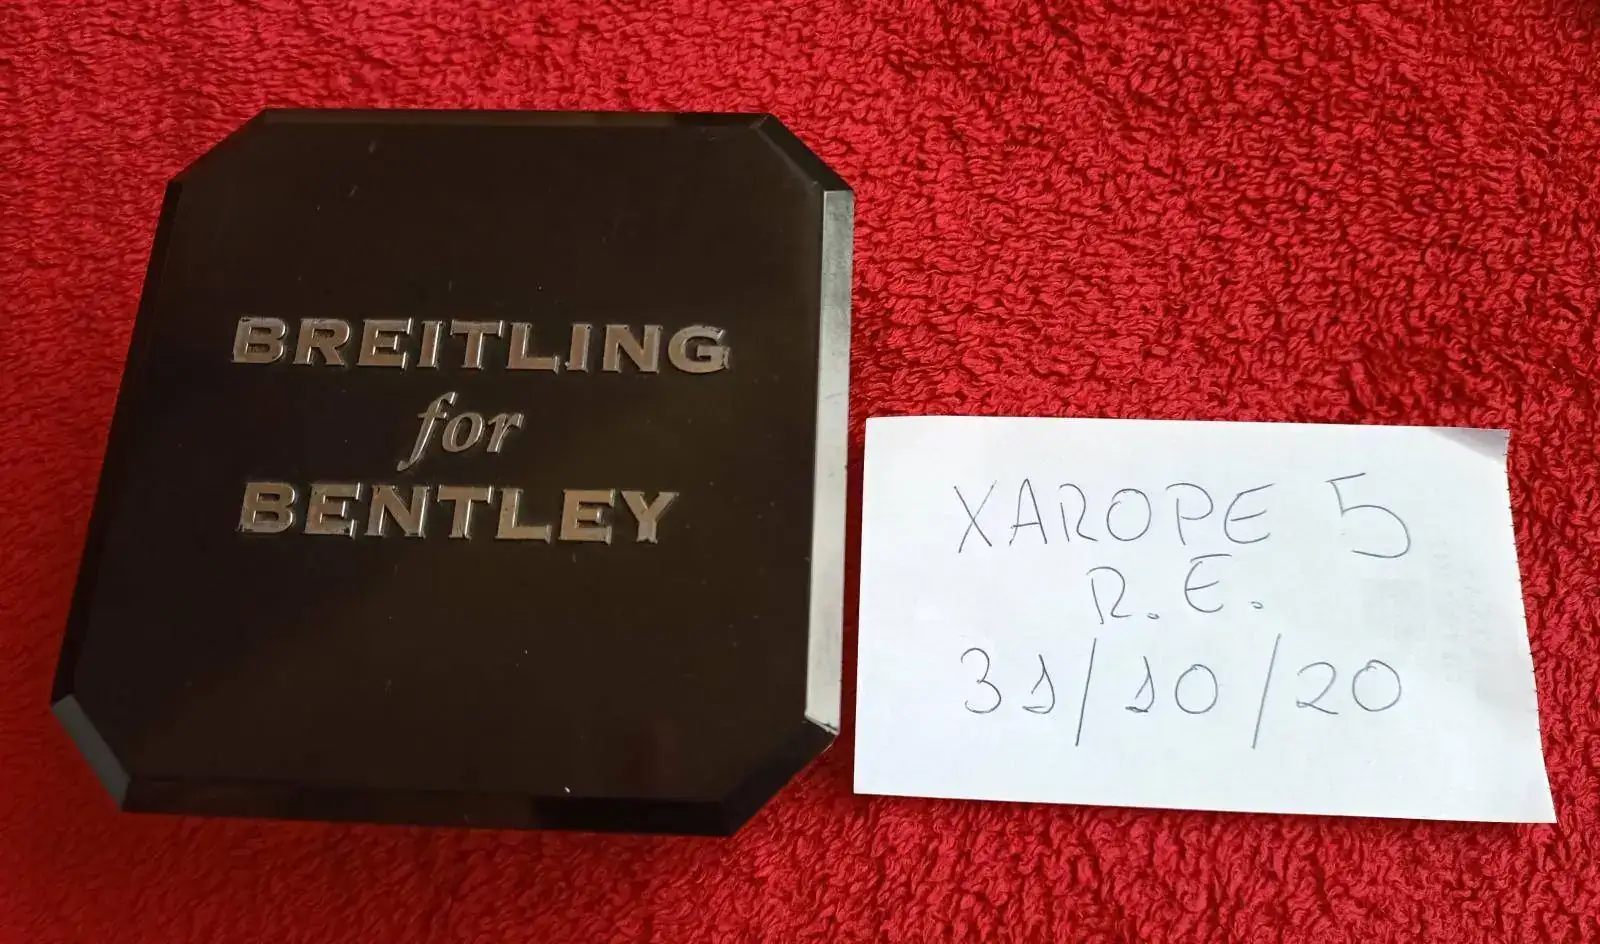 BREITLING
for
BENTLEY
XAROPE 5
R.E.
31/10/20